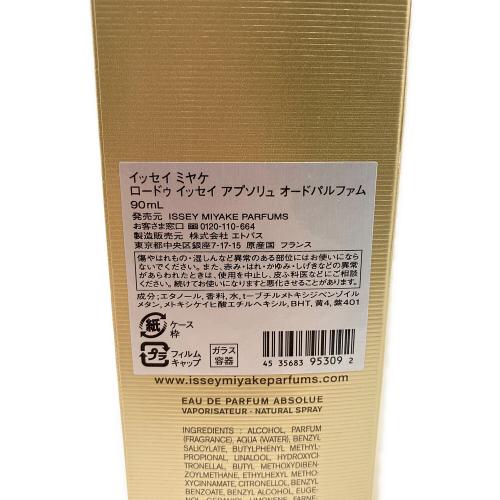 イッセイ ミヤケ
ロードゥ イッセイ アプソリュ オードパルファム
90mL
発売元 ISSEY MIYAKE PARFUMS
お客さま窓口 0120-110-664
製造販売元 株式会社 エトバス
東京都中央区銀座7-17-15 原産国 フランス
傷やはれもの・湿しんなど異常のある部位にはお使いになら
ないでください。また、赤み・はれ・かゆみ・しげきなどの異常
があらわれたときは、使用を中止し、皮ふ科医などにご相談
ください。続けてお使いになりますと悪化させることがあります。
成分:エタノール,香料,水,t-ブチルメトキシジベンゾイル
メタン,メトキシケイヒ酸エチルヘキシル,BHT,黄4,紫401
紙 ケース
枠
プラ フィルム
キャップ
ガラス
容器
4 535683 953092
www.isseymiyakeparfums.com
EAU DE PARFUM ABSOLUE
VAPORISATEUR - NATURAL SPRAY
INGREDIENTS : ALCOHOL, PARFUM
(FRAGRANCE), AQUA (WATER), BENZYL
SALICYLATE, BUTYLPHENYL METHYL-
PROPIONAL, LINALOOL, HYDROXYCI-
TRONELLAL, BUTYL METHOXYDIBEN-
ZOYLMETHANE, ETHYLHEXYL METHO-
XYCINNAMATE, CITRONELLOL, BENZYL
BENZOATE, BENZYL ALCOHOL, EUGE-
NOL, GERANIOL, LIMONENE, FARNE-